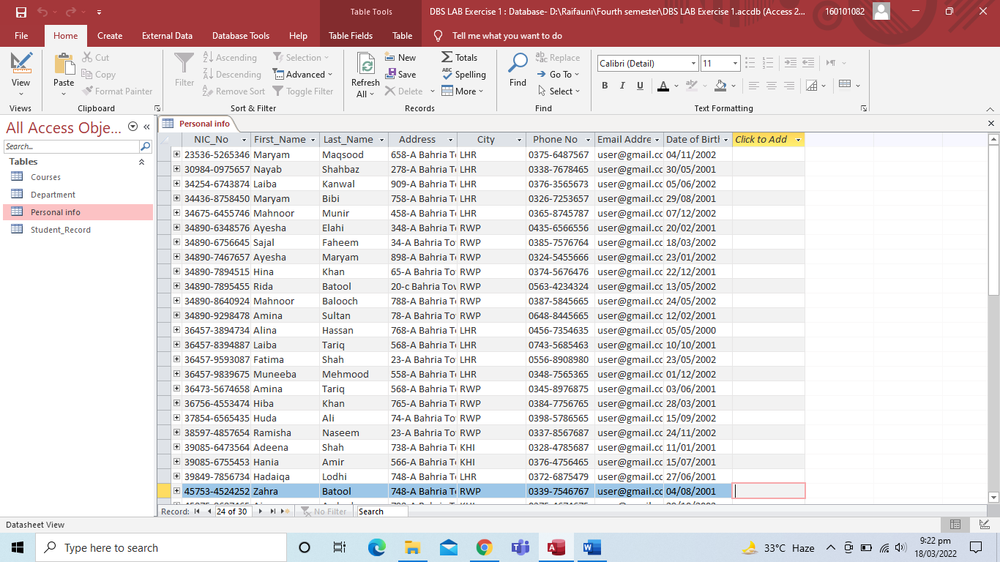 Table Tools DBS LAB Exercise 1 : Database- D:\Raifauni\Fourth semester\DBS LAB Exercise 1.accdb (Access 2... 160101082
File Home Create External Data Database Tools Help Table Fields Table Tell me what you want to do
View
Views
Paste
Cut
Copy
Format Painter
Clipboard
Filter
Ascending
Descending
Remove Sort
Selection
Advanced
Toggle Filter
Sort & Filter
Refresh
All
New
Save
Delete
Totals
Spelling
More
Records
Find
Replace
Go To
Select
Find
Calibri (Detail) 11
B I U A
Text Formatting
All Access Obje...
Search...
Tables
Courses
Department
Personal info
Student_Record
Personal info
NIC_No First_Name Last_Name Address City Phone No Email Addre Date of Birth Click to Add
23536-5265346 Maryam Maqsood 658-A Bahria T LHR 0375-6487567 user@gmail.cc 04/11/2002
30984-0975657 Nayab Shahbaz 278-A Bahria T LHR 0338-7678465 user@gmail.cc 30/05/2001
34254-6743874 Laiba Kanwal 909-A Bahria T LHR 0376-3565673 user@gmail.cc 05/06/2002
34436-8758450 Maryam Bibi 758-A Bahria T LHR 0326-7253657 user@gmail.cc 29/08/2001
34675-6455746 Mahnoor Munir 458-A Bahria T LHR 0365-8745787 user@gmail.cc 07/12/2002
34890-6348576 Ayesha Elahi 348-A Bahria T RWP 0435-6566556 user@gmail.cc 20/02/2001
34890-6756645 Sajal Faheem 34-A Bahria To RWP 0385-7576764 user@gmail.cc 18/03/2002
34890-7467657 Ayesha Maryam 898-A Bahria T RWP 0324-5455666 user@gmail.cc 23/01/2002
34890-7894515 Hina Khan 65-A Bahria To RWP 0374-5676476 user@gmail.cc 22/12/2001
34890-7895455 Rida Batool 20-c Bahria Tov RWP 0563-4234324 user@gmail.cc 13/05/2002
34890-8640924 Mahnoor Balooch 788-A Bahria T RWP 0387-5845665 user@gmail.cc 24/05/2002
34890-9298478 Amina Sultan 78-A Bahria To RWP 0648-8445665 user@gmail.cc 12/02/2001
36457-3894734 Alina Hassan 768-A Bahria T LHR 0456-7354635 user@gmail.cc 05/05/2000
36457-8394887 Laiba Tariq 568-A Bahria T LHR 0743-5685463 user@gmail.cc 10/10/2001
36457-9593087 Fatima Shah 23-A Bahria To LHR 0556-8908980 user@gmail.cc 23/05/2002
36457-9839675 Muneeba Mehmood 558-A Bahria T LHR 0348-7565365 user@gmail.cc 01/12/2002
36473-5674658 Amina Tariq 568-A Bahria T RWP 0345-8976875 user@gmail.cc 03/06/2001
36756-4553474 Hiba Khan 765-A Bahria T RWP 0384-7756765 user@gmail.cc 28/03/2001
37854-6565435 Huda Ali 74-A Bahria To RWP 0398-5786565 user@gmail.cc 15/09/2002
38597-4857654 Ramisha Naseem 23-A Bahria To RWP 0337-8567687 user@gmail.cc 24/11/2002
39085-6473564 Adeena Shah 738-A Bahria T KHI 0328-4785687 user@gmail.cc 11/01/2001
39085-6755453 Hania Amir 566-A Bahria T KHI 0376-4756465 user@gmail.cc 15/07/2001
39849-7856734 Hadaiqa Lodhi 748-A Bahria T LHR 0372-6875479 user@gmail.cc 27/06/2001
45753-4524252 Zahra Batool 748-A Bahria T RWP 0339-7546767 user@gmail.cc 04/08/2001
Record: 24 of 30 No Filter Search
Datasheet View
Type here to search 33°C Haze 9:22 pm
18/03/2022